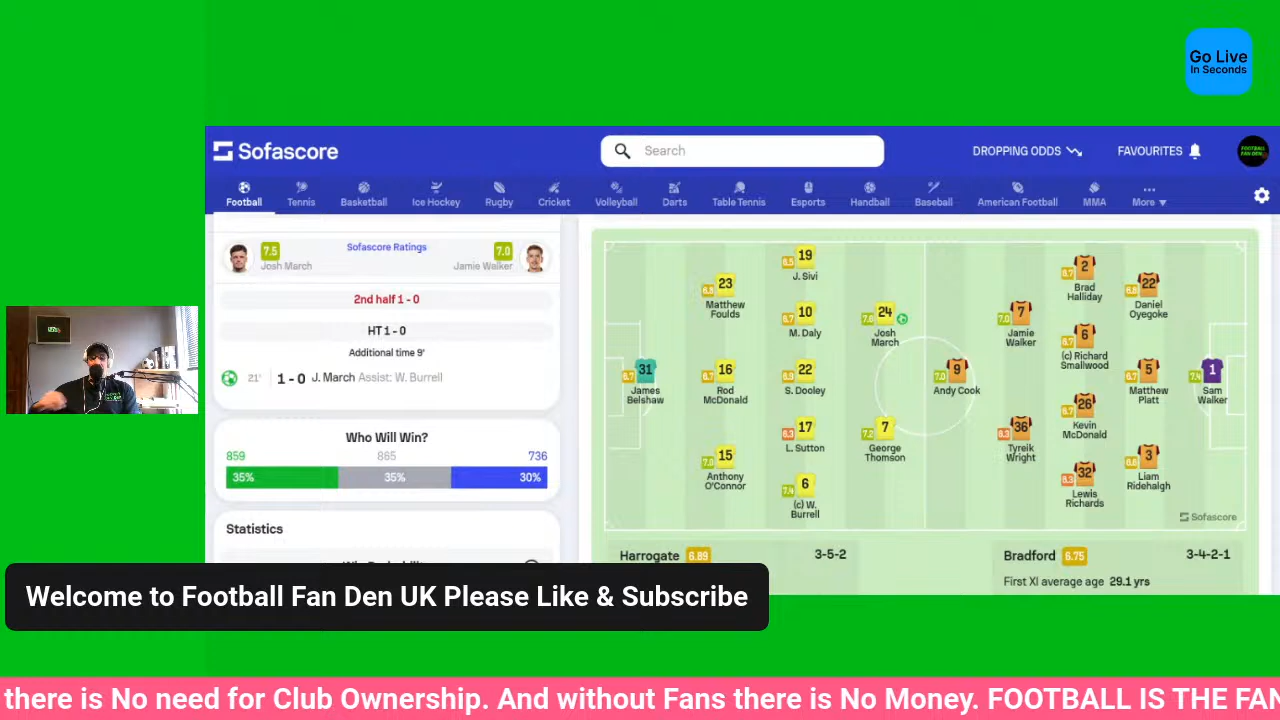 Go Live
In Seconds
Sofascore
Search
DROPPING ODDS
FAVOURITES
FOOTBALL
FAN DEN
Football
Tennis
Basketball
Ice Hockey
Rugby
Cricket
Volleyball
Darts
Table Tennis
Esports
Handball
Baseball
American Football
MMA
More
7.5
Josh March
Sofascore Ratings
7.0
Jamie Walker
2nd half 1 - 0
HT 1 - 0
Additional time 9'
21'
1 - 0 J. March Assist: W. Burrell
Who Will Win?
859
865
736
35%
35%
30%
Statistics
31
James
Belshaw
23
Matthew
Foulds
16
Rod
McDonald
15
Anthony
O'Connor
19
J. Sivi
10
M. Daly
22
S. Dooley
17
L. Sutton
6
(c) W.
Burrell
24
Josh
March
7
George
Thomson
9
Andy Cook
7
Jamie
Walker
36
Tyreik
Wright
2
Brad
Halliday
6
(c) Richard
Smallwood
26
Kevin
McDonald
32
Lewis
Richards
22
Daniel
Oyegoke
5
Matthew
Platt
3
Liam
Ridehalgh
1
Sam
Walker
Sofascore
Harrogate 6.89
3-5-2
Bradford 6.75
3-4-2-1
First XI average age 29.1 yrs
Welcome to Football Fan Den UK Please Like & Subscribe
there is No need for Club Ownership. And without Fans there is No Money. FOOTBALL IS THE FAN